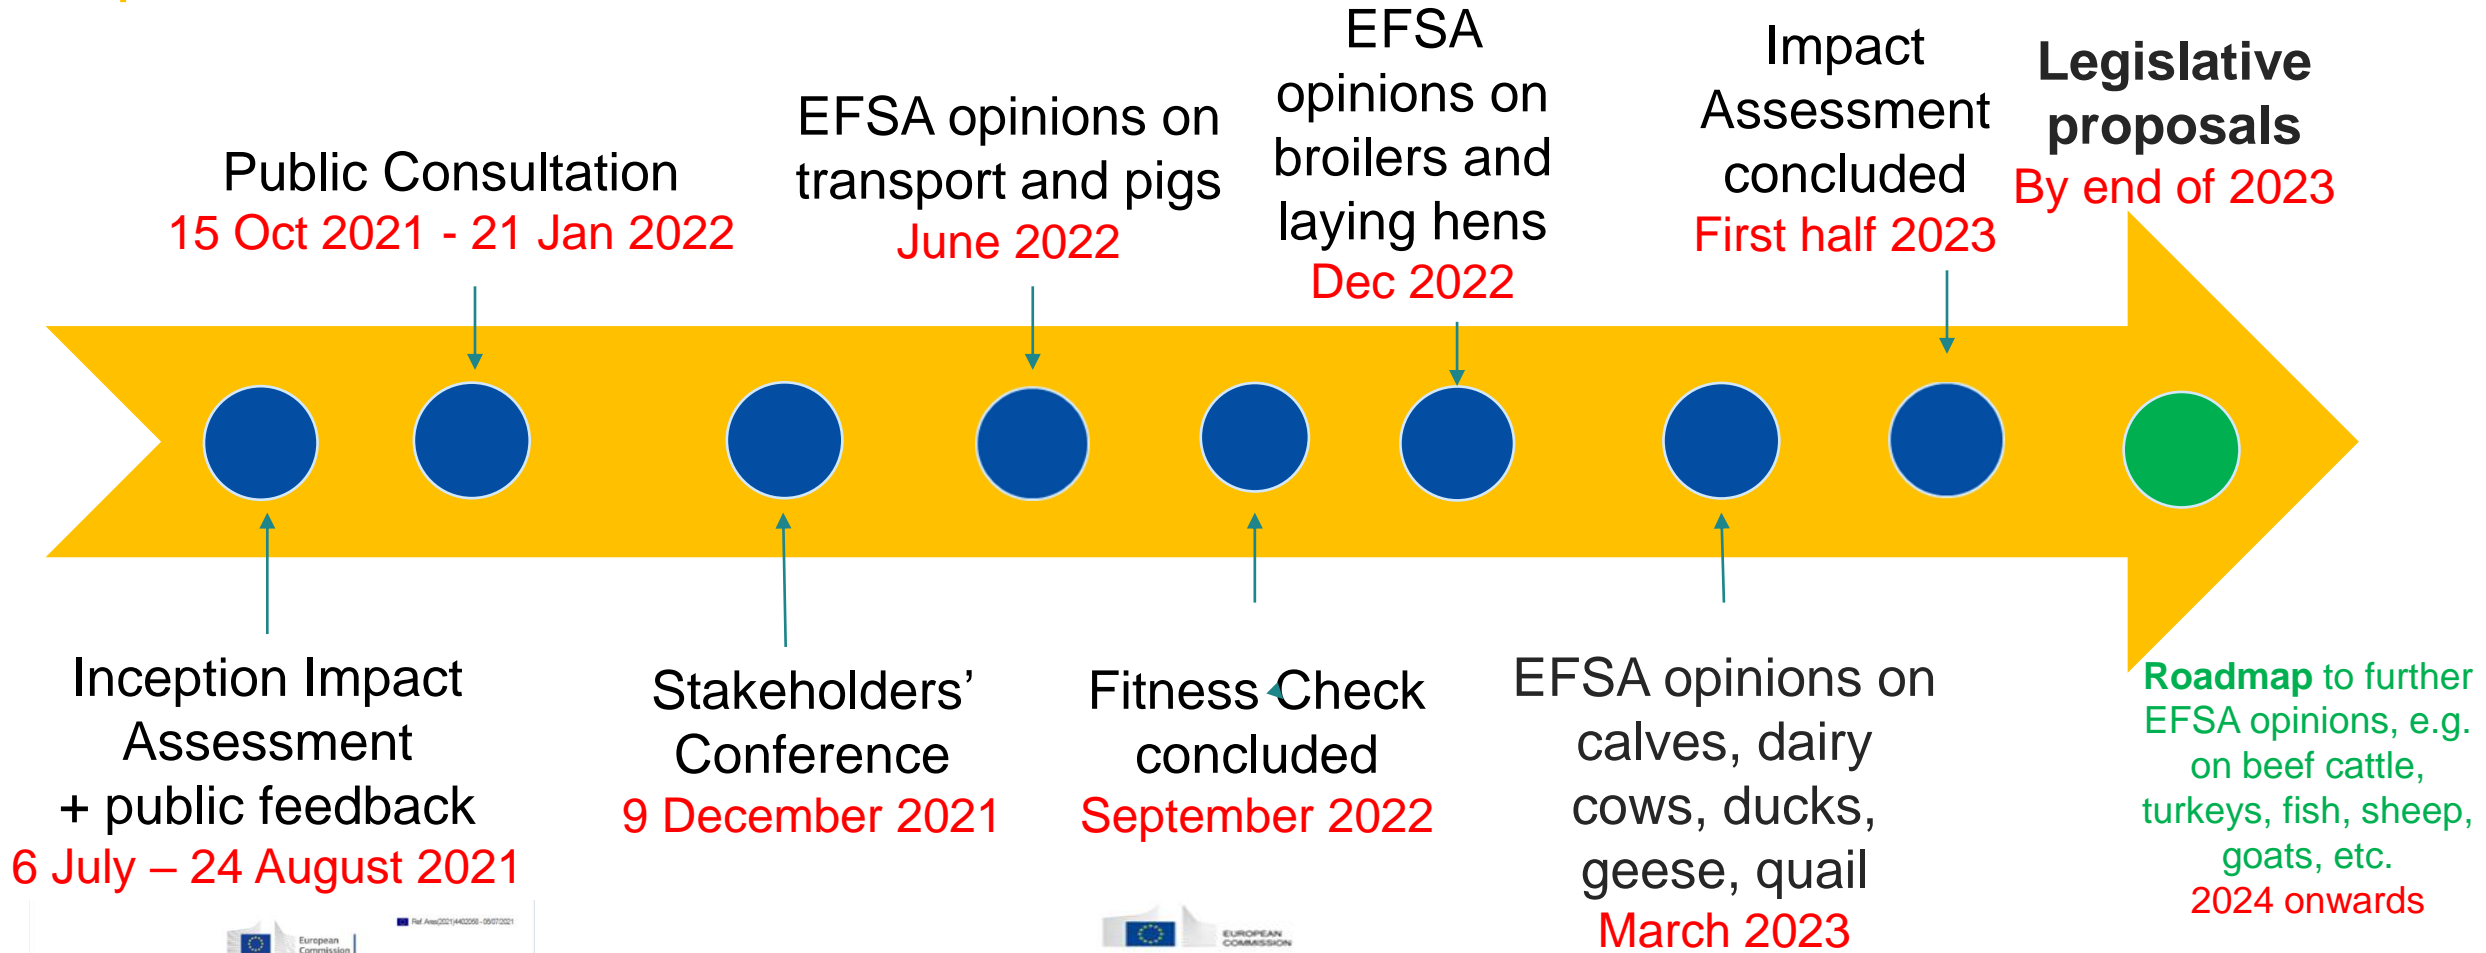 Public Consultation
15 Oct 2021 - 21 Jan 2022
EFSA opinions on
transport and pigs
June 2022
EFSA
opinions on
broilers and
laying hens
Dec 2022
Impact
Assessment
concluded
First half 2023
Legislative
proposals
By end of 2023
Inception Impact
Assessment
+ public feedback
6 July – 24 August 2021
Stakeholders’
Conference
9 December 2021
Fitness Check
concluded
September 2022
EFSA opinions on
calves, dairy
cows, ducks,
geese, quail
March 2023
Roadmap to further
EFSA opinions, e.g.
on beef cattle,
turkeys, fish, sheep,
goats, etc.
2024 onwards
European
Commission
EUROPEAN
COMMISSION